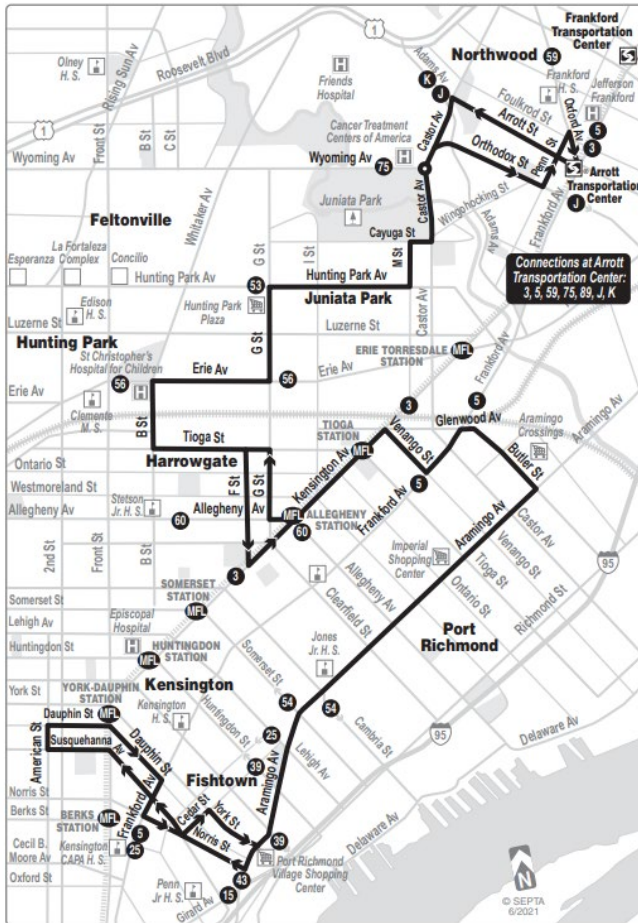 Frankford
Transportation
Center
Northwood
59
Frankford
H. S.
Jefferson
Frankford
Olney
H. S.
Rising Sun Av
Roosevelt Blvd
1
Adams Av
K
J
Friends
Hospital
Foulkrod St
Oxford Av
5
3
Arrott St
Castor Av
Orthodox St
Penn St
Arrott
Transportation
Center
J
1
Front St
B St
C St
Cancer Treatment
Centers of America
Wyoming Av
Wyoming Av
75
Castor Av
Wingohocking St
Adams Av
Frankford Av
Whitaker Av
Juniata Park
Feltonville
G St
I St
Cayuga St
M St
Esperanza
La Fortaleza
Complex
Concilio
Hunting Park Av
Hunting Park Av
Connections at Arrott
Transportation Center:
3, 5, 59, 75, 89, J, K
53
Juniata Park
Edison
H. S.
Hunting Park
Plaza
Luzerne St
Luzerne St
Castor Av
Hunting Park
G St
St Christopher's
Hospital for Children
ERIE TORRESDALE
STATION
MFL
Frankford Av
Erie Av
56
Erie Av
56
Erie Av
Clemente
M. S.
3
5
Aramingo Av
B St
Tioga St
TIOGA
STATION
MFL
Venango St
Glenwood Av
Aramingo
Crossings
Ontario St
Harrowgate
Kensington Av
Butler St
Westmoreland St
F St
G St
5
Allegheny Av
Stetson
Jr. H. S.
Allegheny
Av
MFL
ALLEGHENY
STATION
Frankford Av
60
60
Aramingo Av
Castor Av
Venango St
2nd St
Front St
B St
3
Imperial
Shopping
Center
Tioga St
Ontario St
Richmond St
95
SOMERSET
STATION
MFL
Allegheny Av
Clearfield St
Somerset St
Lehigh Av
Episcopal
Hospital
Port
Richmond
Huntingdon St
MFL
HUNTINGDON
STATION
Jones
Jr. H. S.
York St
YORK-DAUPHIN
STATION
Kensington
Somerset St
54
54
Dauphin St
MFL
Kensington
H. S.
Huntingdon St
Cambria St
95
Delaware Av
American St
Susquehanna
Av
Dauphin St
25
39
Lehigh Av
Fishtown
Aramingo Av
Norris St
Berks St
BERKS
STATION
MFL
Frankford Av
Cedar St
York St
Norris St
5
39
Delaware Av
Cecil B.
Moore Av
Kensington
CAPA H. S.
25
Port Richmond
Village Shopping
Center
43
Oxford St
Penn
Jr H. S.
15
Girard Av
N
© SEPTA
6/2021